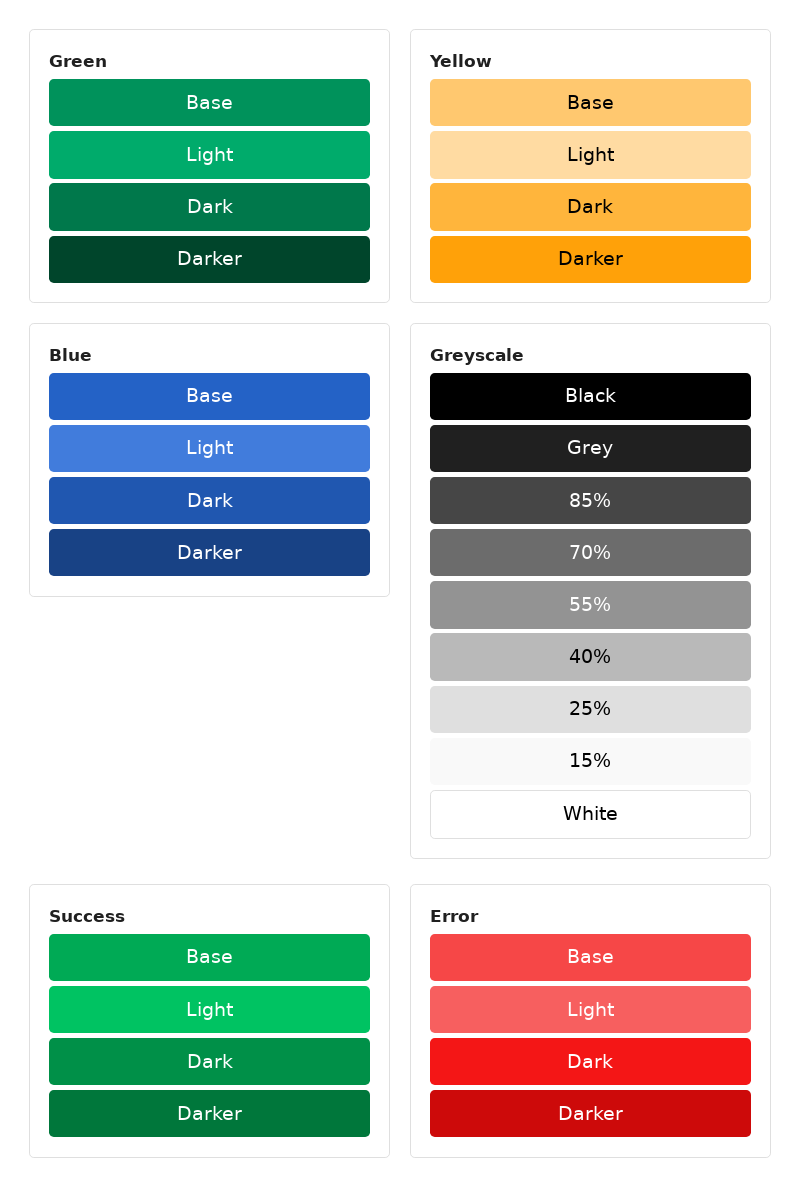 Green
Base
Light
Dark
Darker
Yellow
Base
Light
Dark
Darker
Blue
Base
Light
Dark
Darker
Greyscale
Black
Grey
85%
70%
55%
40%
25%
15%
White
Success
Base
Light
Dark
Darker
Error
Base
Light
Dark
Darker